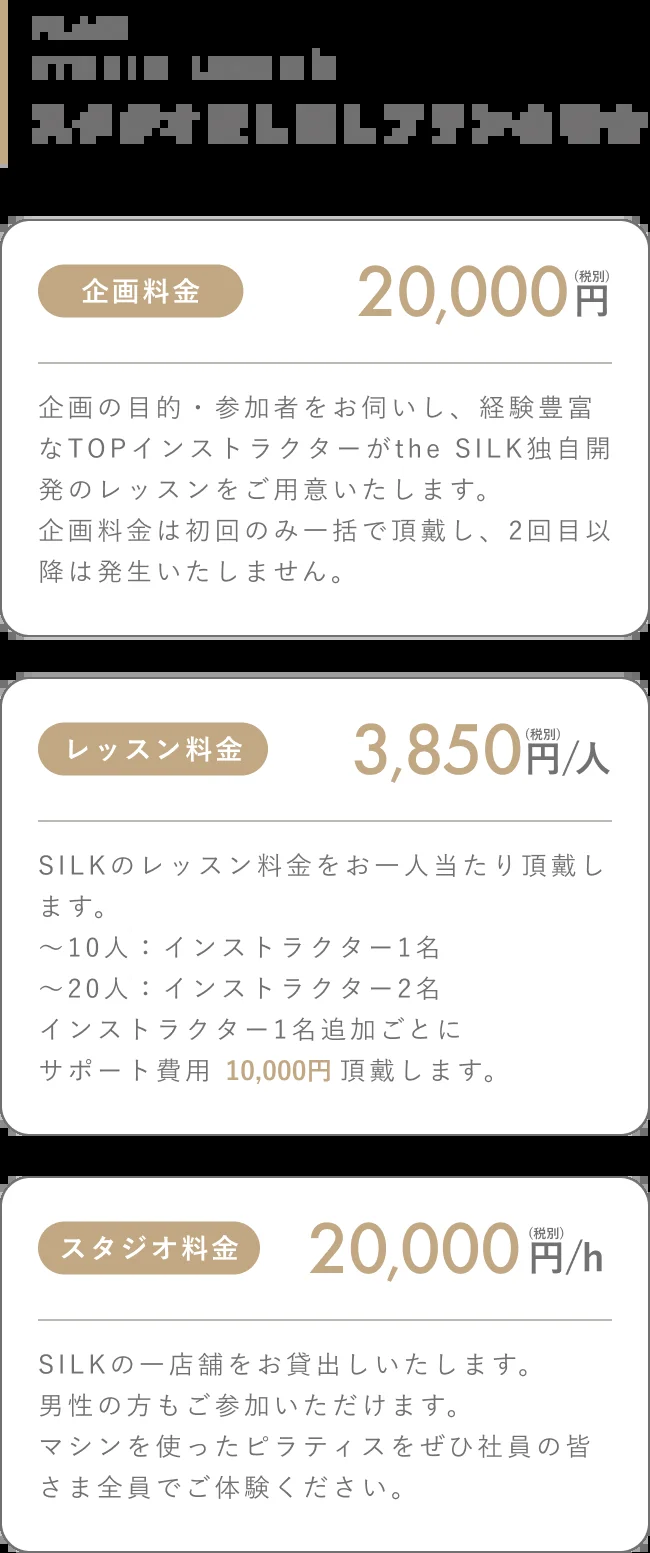 企画料金
20,000円(税別)
企画の目的・参加者をお伺いし、経験豊富
なTOPインストラクターがthe SILK独自開
発のレッスンをご用意いたします。
企画料金は初回のみ一括で頂戴し、2回目以
降は発生いたしません。
レッスン料金
3,850円(税別)/人
SILKのレッスン料金をお一人当たり頂戴し
ます。
〜10人：インストラクター1名
〜20人：インストラクター2名
インストラクター1名追加ごとに
サポート費用 10,000円 頂戴します。
スタジオ料金
20,000円(税別)/h
SILKの一店舗をお貸出しいたします。
男性の方もご参加いただけます。
マシンを使ったピラティスをぜひ社員の皆
さま全員でご体験ください。